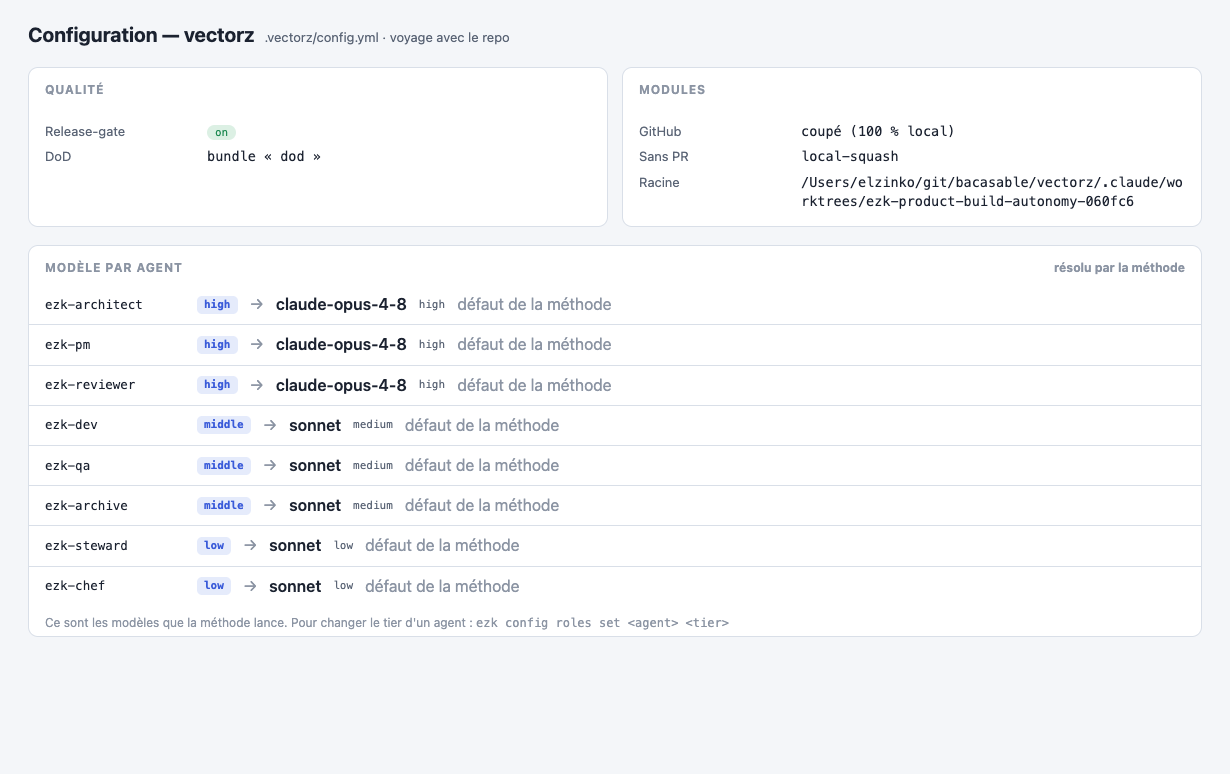 Configuration — vectorz .vectorz/config.yml · voyage avec le repo
QUALITÉ
Release-gate on
DoD bundle « dod »
MODULES
GitHub coupé (100 % local)
Sans PR local-squash
Racine /Users/elzinko/git/bacasable/vectorz/.claude/wo
rktrees/ezk-product-build-autonomy-060fc6
MODÈLE PAR AGENT résolu par la méthode
ezk-architect high → claude-opus-4-8 high défaut de la méthode
ezk-pm high → claude-opus-4-8 high défaut de la méthode
ezk-reviewer high → claude-opus-4-8 high défaut de la méthode
ezk-dev middle → sonnet medium défaut de la méthode
ezk-qa middle → sonnet medium défaut de la méthode
ezk-archive middle → sonnet medium défaut de la méthode
ezk-steward low → sonnet low défaut de la méthode
ezk-chef low → sonnet low défaut de la méthode
Ce sont les modèles que la méthode lance. Pour changer le tier d'un agent : ezk config roles set <agent> <tier>